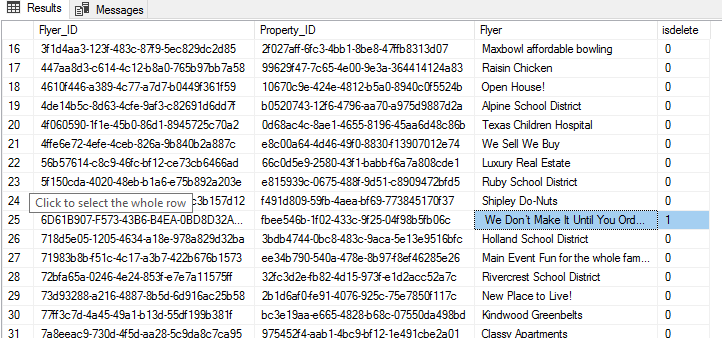 Results Messages
Flyer_ID Property_ID Flyer isdelete
16 3f1d4aa3-123f-483c-87f9-5ec829dc2d85 2f027aff-6fc3-4bb1-8be8-47ffb8313d07 Maxbowl affordable bowling 0
17 447aa8d3-c614-4c12-b8a0-765b97bb7a58 99629f47-7c65-4e00-9e3a-364414124a83 Raisin Chicken 0
18 4610f446-a389-4c77-a7d7-b0449f361f59 10670c9e-424e-4812-b5a0-8940c0f5524b Open House! 0
19 4de14b5c-8d63-4cfe-9af3-c82691d6dd7f b0520743-12f6-4796-aa70-a975d9887d2a Alpine School District 0
20 4f060590-1f1e-45b0-86d1-8945725c70a2 0d68ac4c-8ae1-4655-8196-45aa6d48c86b Texas Children Hospital 0
21 4ffe6e72-4efe-4ceb-826a-9b840b2a887c e8c00a64-4d46-49f0-8830-f13907012e74 We Sell We Buy 0
22 56b57614-c8c9-46fc-bf12-ce73cb6466ad 66c0d5e9-2580-43f1-babb-f6a7a808cde1 Luxury Real Estate 0
23 5f150cda-4020-48eb-b1a6-e75b892a203e e815939c-0675-488f-9d51-c8909472bfd5 Ruby School District 0
24 Click to select the whole row c3b157d12 f491d809-59fb-4aea-bf69-773845170f37 Shipley Do-Nuts 0
25 6D61B907-F573-43B6-B4EA-0BD8D32A... fbee546b-1f02-433c-9f25-04f98b5fb06c We Don't Make It Until You Ord... 1
26 718d5e05-1205-4634-a18e-978a829d32ba 3bdb4744-0bc8-483c-9aca-5e13e9516bfc Holland School District 0
27 71983b8b-f51c-4c17-a3b7-422b676b1573 ee34b790-540a-478e-8b97-f8ef46285e26 Main Event Fun for the whole fam... 0
28 72bfa65a-0246-4e24-853f-e7e7a11575ff 32fc3d2e-fb82-4d15-973f-e1d2acc52a7c Rivercrest School District 0
29 73d93288-a216-4887-8b5d-6d916ac25b58 2b1d6af0-fe91-4076-925c-75e7850f117c New Place to Live! 0
30 77ff3c7d-4a45-49a1-b13d-55df199b381f bc3e19aa-e665-4828-b68c-07550da498bd Kindwood Greenbelts 0
31 7a8eeac9-730d-4f5d-aa28-5c9da8c7ca95 975452f4-aab1-4bc9-bf12-1e491cbe2a01 Classy Apartments 0